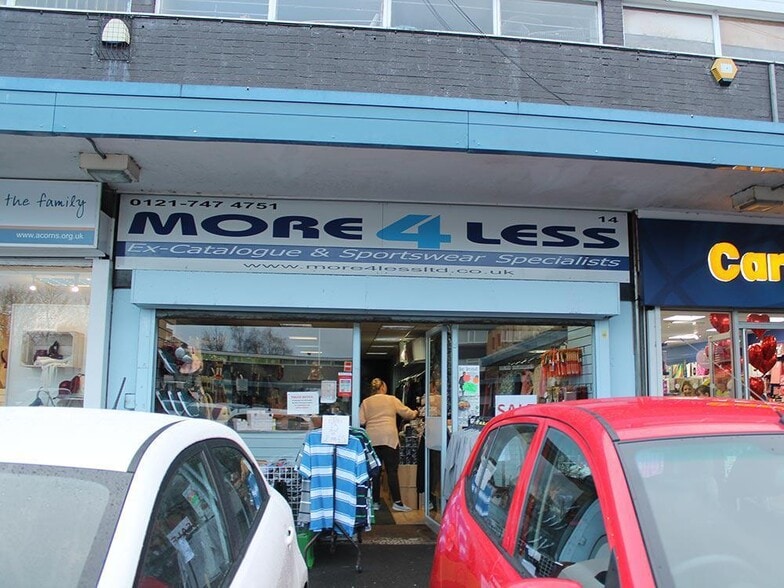 the family
www.acorns.org.uk
0121-747 4751
14
MORE 4 LESS
Ex-Catalogue & Sportswear Specialists
www.more4lessltd.co.uk
Car
SALE